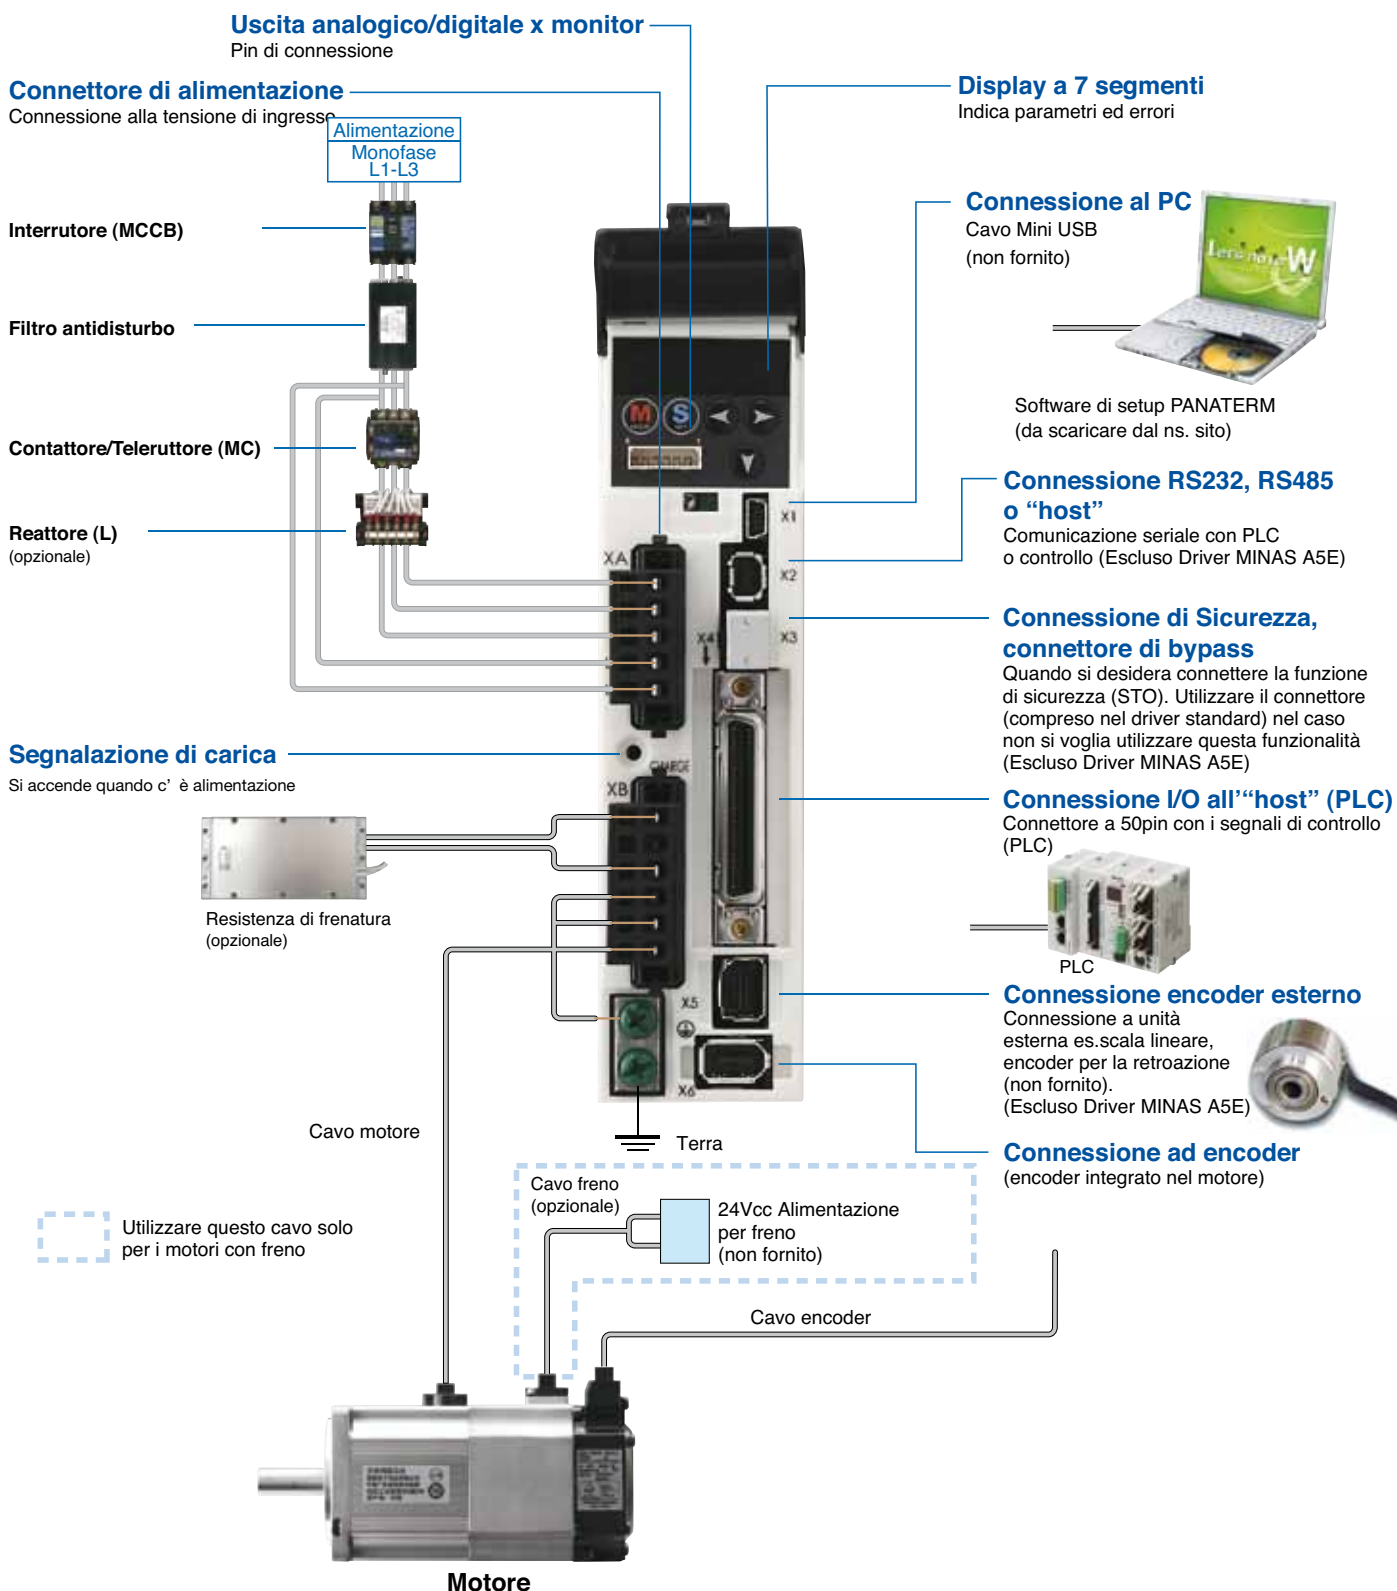 Uscita analogico/digitale x monitor
Pin di connessione
Connettore di alimentazione
Connessione alla tensione di ingresso
Alimentazione
Monofase
L1-L3
Display a 7 segmenti
Indica parametri ed errori
Interrutore (MCCB)
Filtro antidisturbo
Contattore/Teleruttore (MC)
Reattore (L)
(opzionale)
Connessione al PC
Cavo Mini USB
(non fornito)
Let's note W
Software di setup PANATERM
(da scaricare dal ns. sito)
M
S
X1
Connessione RS232, RS485
o “host”
Comunicazione seriale con PLC
o controllo (Escluso Driver MINAS A5E)
XA
X2
Connessione di Sicurezza,
connettore di bypass
Quando si desidera connettere la funzione
di sicurezza (STO). Utilizzare il connettore
(compreso nel driver standard) nel caso
non si voglia utilizzare questa funzionalità
(Escluso Driver MINAS A5E)
X4
X3
Segnalazione di carica
Si accende quando c’ è alimentazione
CHARGE
XB
Connessione I/O all’“host” (PLC)
Connettore a 50pin con i segnali di controllo
(PLC)
PLC
Resistenza di frenatura
(opzionale)
X5
X6
Connessione encoder esterno
Connessione a unità
esterna es.scala lineare,
encoder per la retroazione
(non fornito).
(Escluso Driver MINAS A5E)
Connessione ad encoder
(encoder integrato nel motore)
Cavo motore
Terra
Cavo freno
(opzionale)
24Vcc Alimentazione
per freno
(non fornito)
Utilizzare questo cavo solo
per i motori con freno
Cavo encoder
Motore